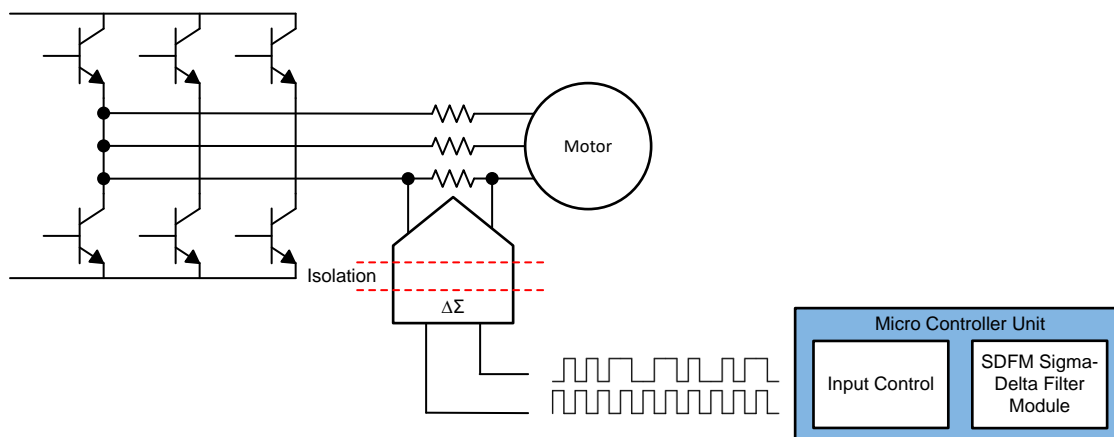 Motor
Isolation
ΔΣ
Micro Controller Unit
Input Control
SDFM Sigma-
Delta Filter
Module